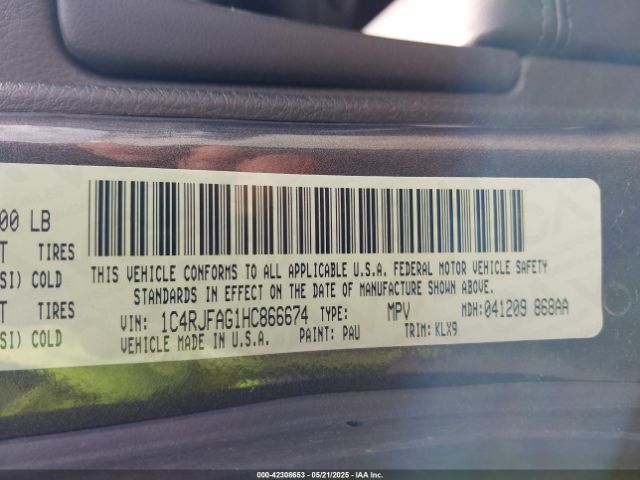 00 LB
T TIRES
SI) COLD
T TIRES
SI) COLD
THIS VEHICLE CONFORMS TO ALL APPLICABLE U.S.A. FEDERAL MOTOR VEHICLE SAFETY
STANDARDS IN EFFECT ON THE DATE OF MANUFACTURE SHOWN ABOVE.
VIN: 1C4RJFAG1HC866674 TYPE: MPV MDH:041209 868AA
VEHICLE MADE IN U.S.A. PAINT: PAU TRIM: KLX9
000-42308653 - 05/21/2025 - IAA Inc.